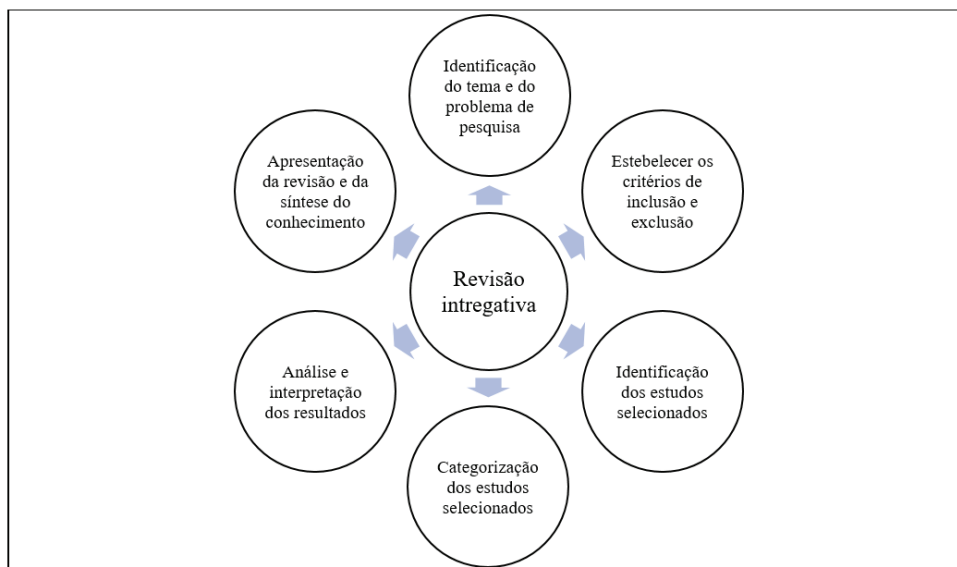 Identificação
do tema e do
problema de
pesquisa
Estebelecer os
critérios de
inclusão e
exclusão
Identificação
dos estudos
selecionados
Categorização
dos estudos
selecionados
Análise e
interpretação
dos resultados
Apresentação
da revisão e da
síntese do
conhecimento
Revisão
intregativa